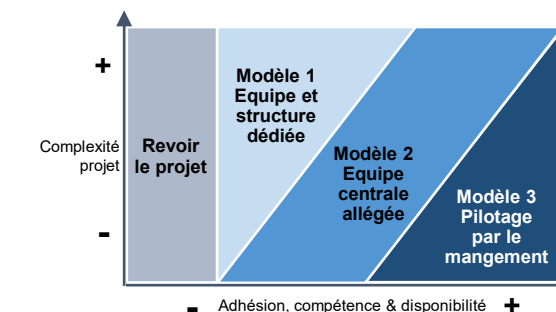 +
Complexité
projet
-
Revoir
le projet
Modèle 1
Equipe et
structure
dédiée
Modèle 2
Equipe
centrale
allégée
Modèle 3
Pilotage
par le
mangement
- Adhésion, compétence & disponibilité +